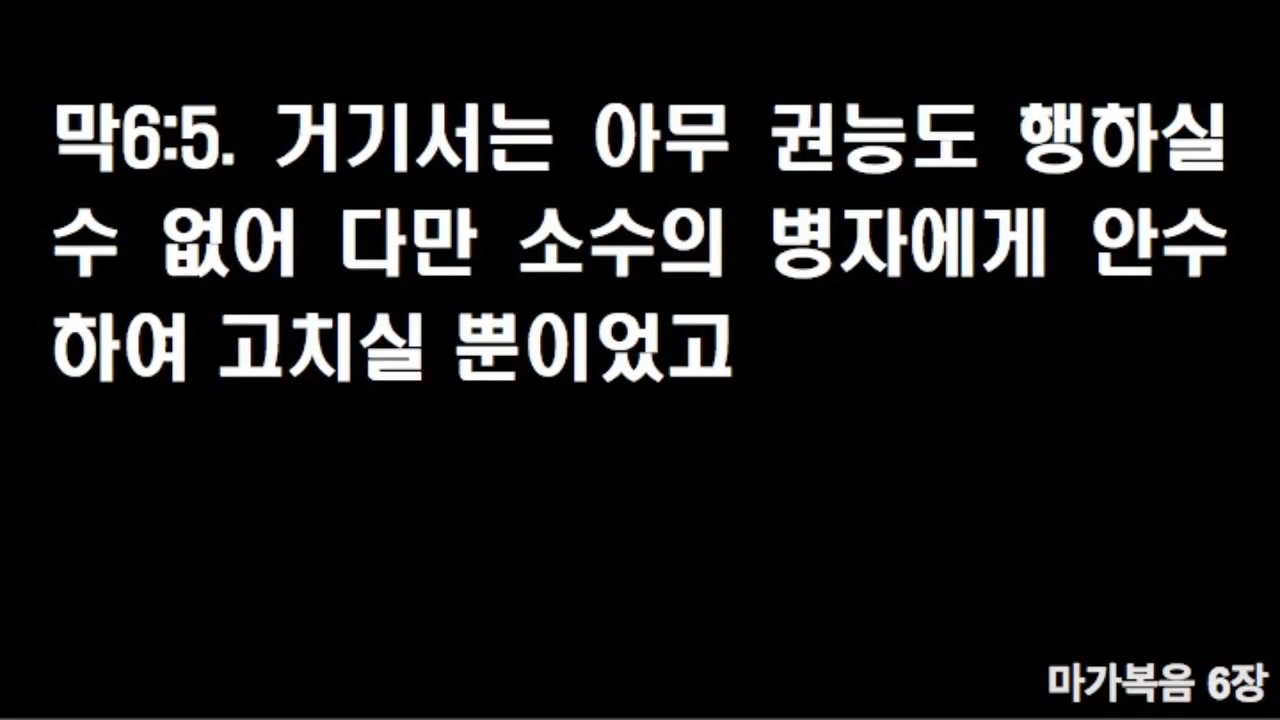 막6:5. 거기서는 아무 권능도 행하실
수 없어 다만 소수의 병자에게 안수
하여 고치실 뿐이었고
마가복음 6장